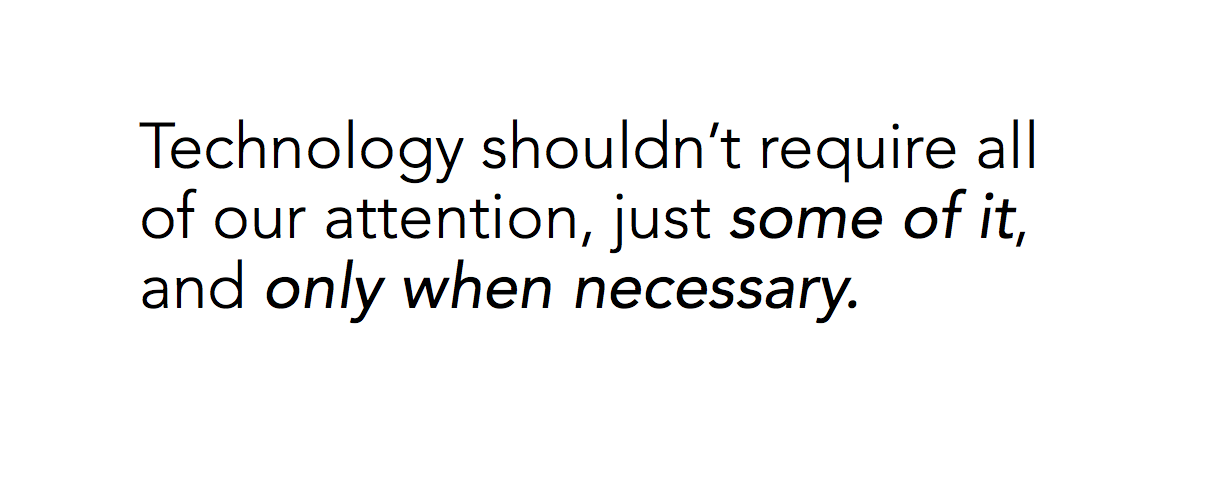 Technology shouldn’t require all
of our attention, just some of it,
and only when necessary.